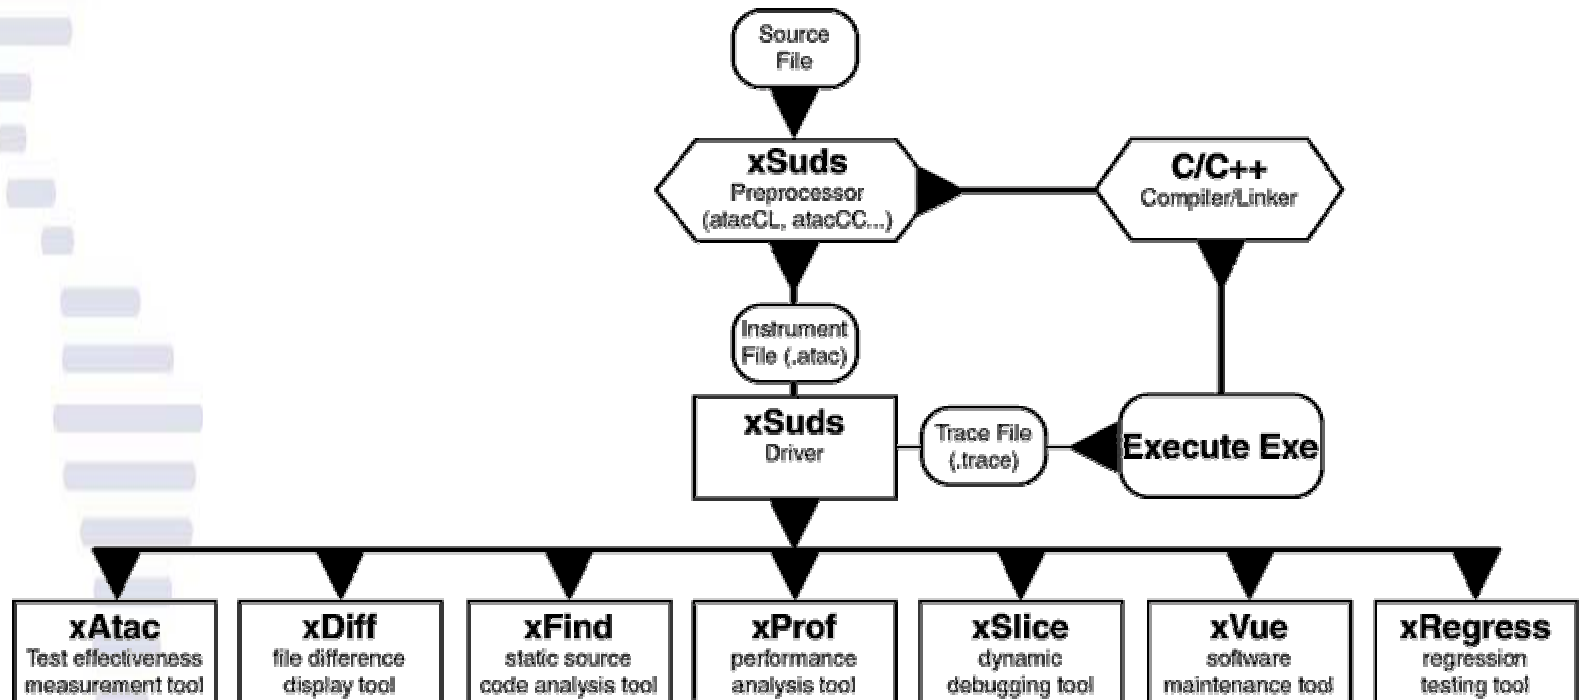 Source
File
xSuds
Preprocessor
(atacCL, atacCC...)
C/C++
Compiler/Linker
Instrument
File (.atac)
xSuds
Driver
Trace File
(.trace)
Execute Exe
xAtac
Test effectiveness
measurement tool
xDiff
file difference
display tool
xFind
static source
code analysis tool
xProf
performance
analysis tool
xSlice
dynamic
debugging tool
xVue
software
maintenance tool
xRegress
regression
testing tool